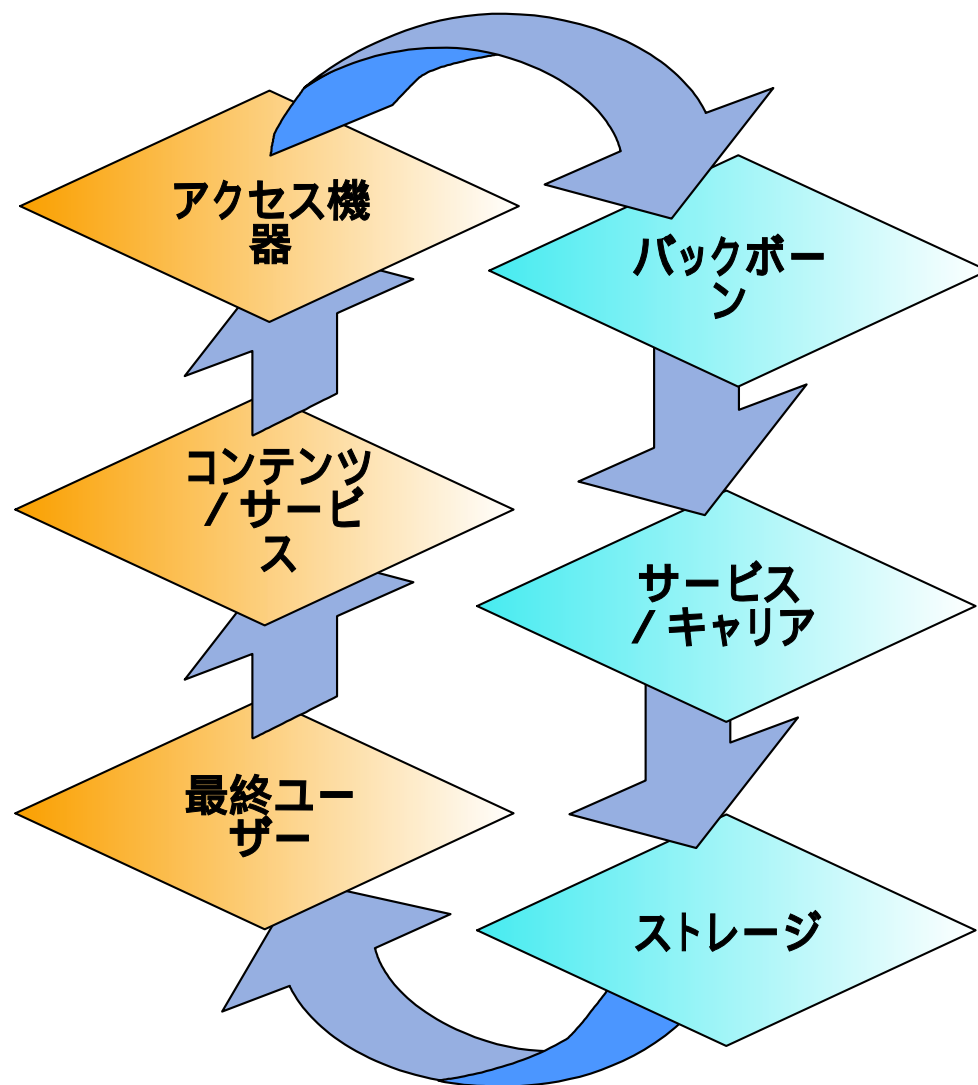 アクセス機
器
バックボー
ン
コンテンツ
/サービ
ス
サービス
/キャリア
最終ユー
ザー
ストレージ